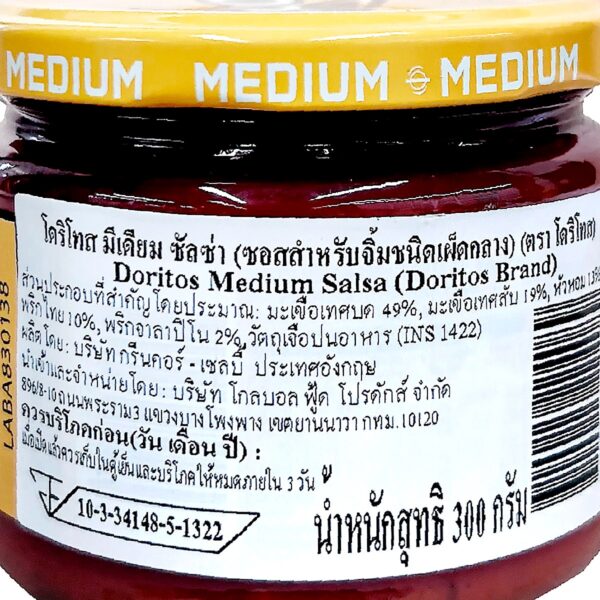 MEDIUM MEDIUM MEDIUM
โดริโทส มีเดียม ซัลซ่า (ซอสสำหรับจิ้มชนิดเผ็ดกลาง) (ตรา โดริโทส)
Doritos Medium Salsa (Doritos Brand)
ส่วนประกอบที่สำคัญโดยประมาณ: มะเขือเทศบด 49%, มะเขือเทศสับ 19%, หัวหอม 13%
พริกไทย 10%, พริกจาลาปิโน 2%, วัตถุเจือปนอาหาร (INS 1422)
ผลิตโดย: บริษัท กรีนคอร์ - เซลบี้ ประเทศอังกฤษ
นำเข้าและจำหน่ายโดย: บริษัท โกลบอล ฟู้ด โปรดักส์ จำกัด
896/8-10 ถนนพระราม3 แขวงบางโพงพาง เขตยานนาวา กทม. 10120
ควรบริโภคก่อน(วัน เดือน ปี) :
เมื่อเปิดแล้วควรเก็บในตู้เย็นและบริโภคให้หมดภายใน 3 วัน
10-3-34148-5-1322
น้ำหนักสุทธิ 300 กรัม
LABA830138